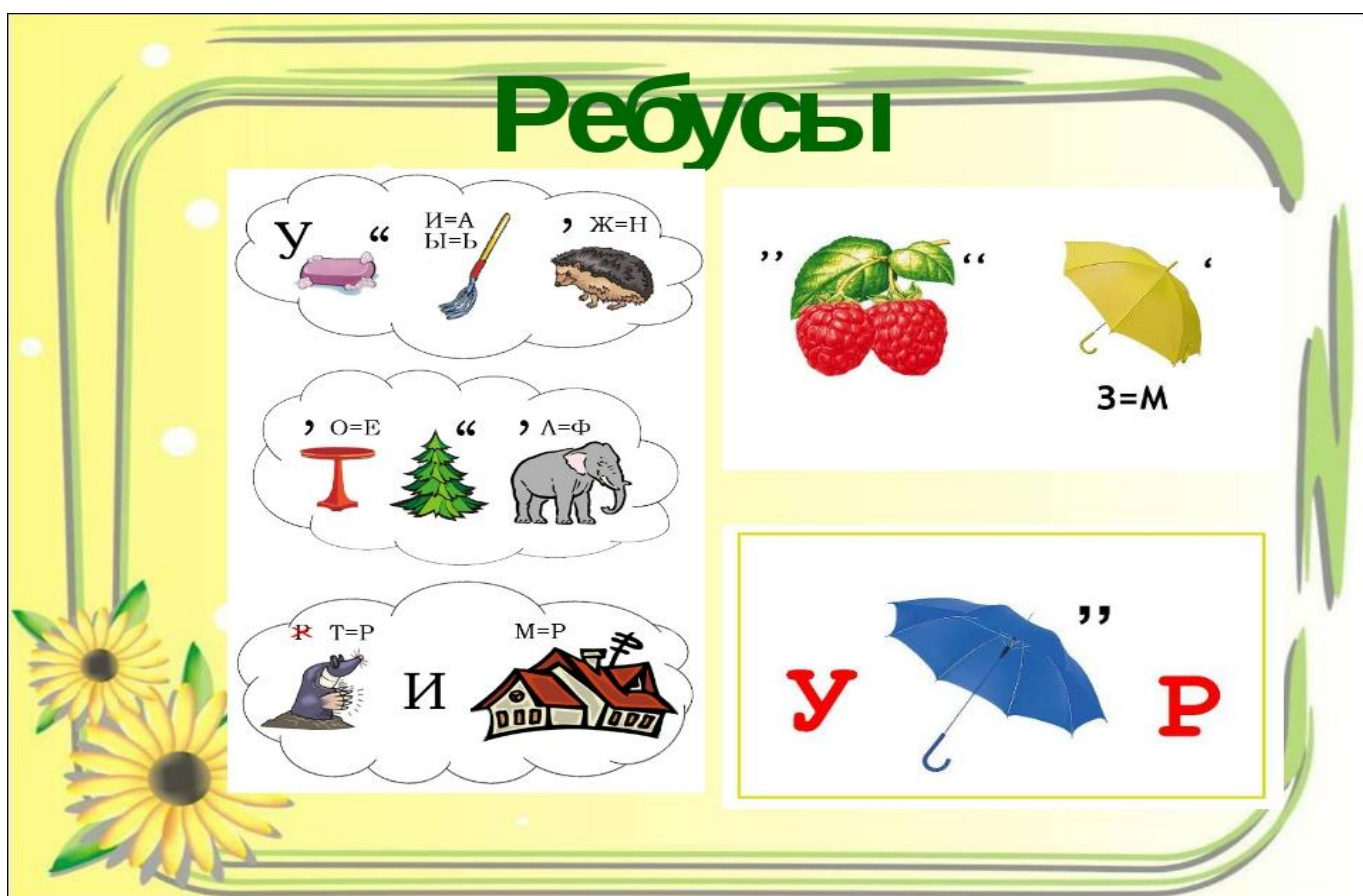 Ребусы
У “ И=А
Ы=Ь , Ж=Н
, О=Е “ , Л=Ф
Р Т=Р И М=Р
,, “ ‘
З=М
У ,, Р